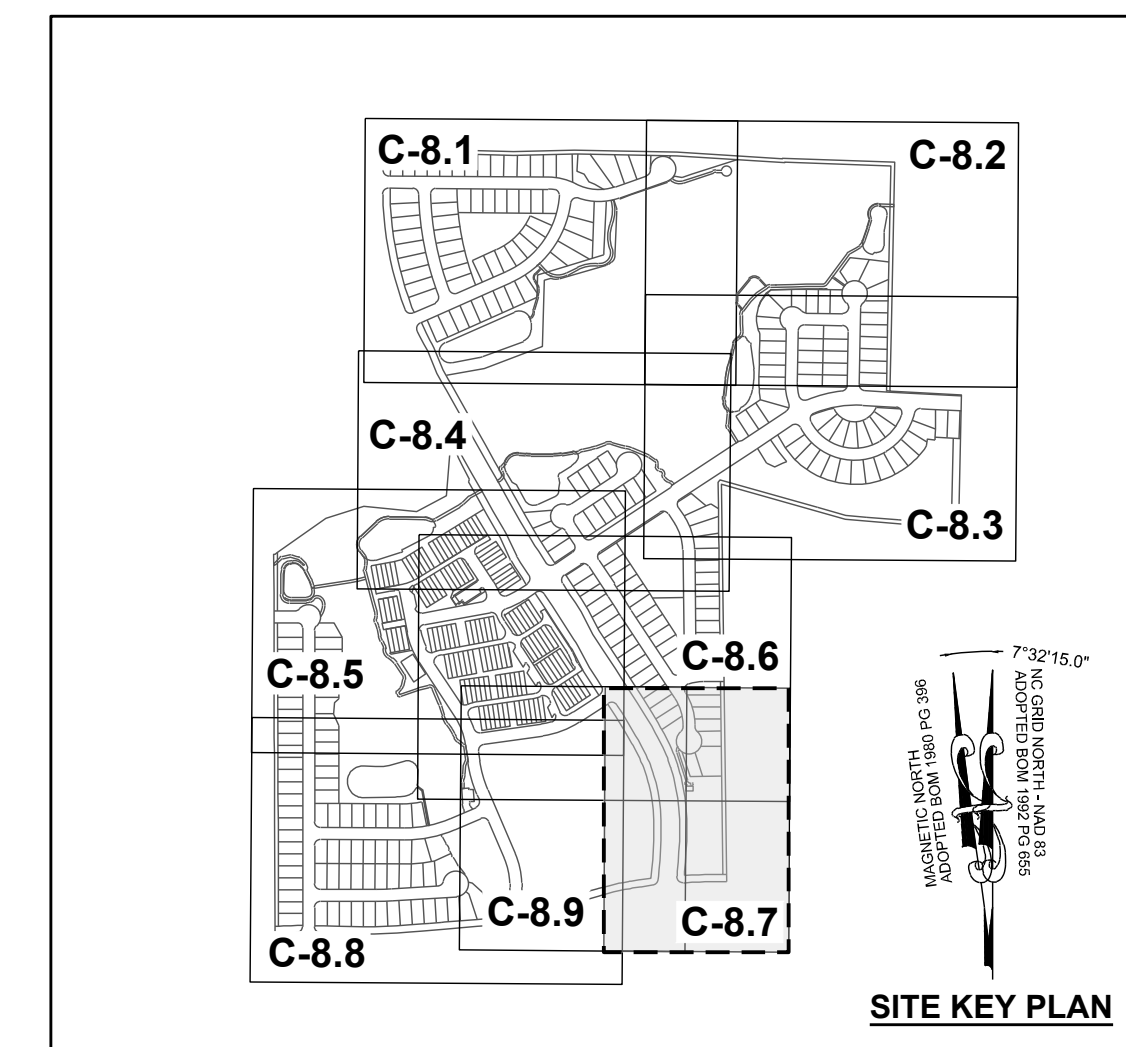 C-8.1
C-8.2
C-8.4
C-8.3
C-8.5
C-8.6
7°32'15.0"
NC GRID NORTH - NAD 83
ADOPTED BOM 1992 PG 655
MAGNETIC NORTH
ADOPTED BOM 1980 PG 396
C-8.9
C-8.7
C-8.8
SITE KEY PLAN